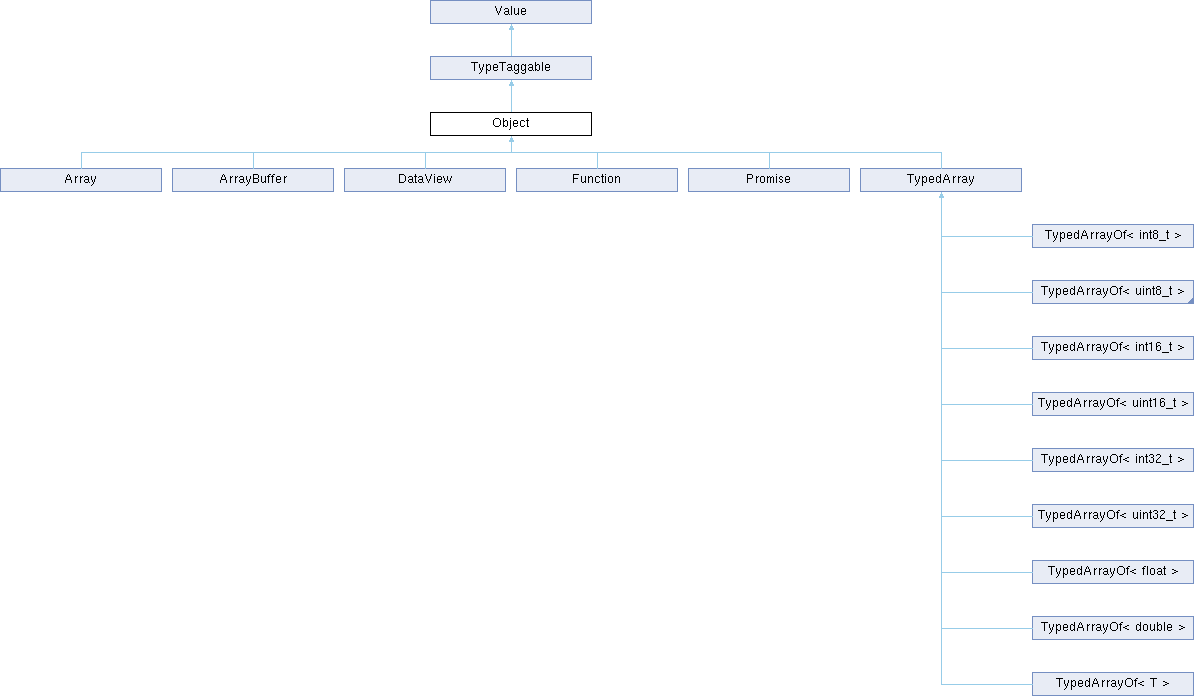 Value
TypeTaggable
Object
Array
ArrayBuffer
DataView
Function
Promise
TypedArray
TypedArrayOf< int8_t >
TypedArrayOf< uint8_t >
TypedArrayOf< int16_t >
TypedArrayOf< uint16_t >
TypedArrayOf< int32_t >
TypedArrayOf< uint32_t >
TypedArrayOf< float >
TypedArrayOf< double >
TypedArrayOf< T >